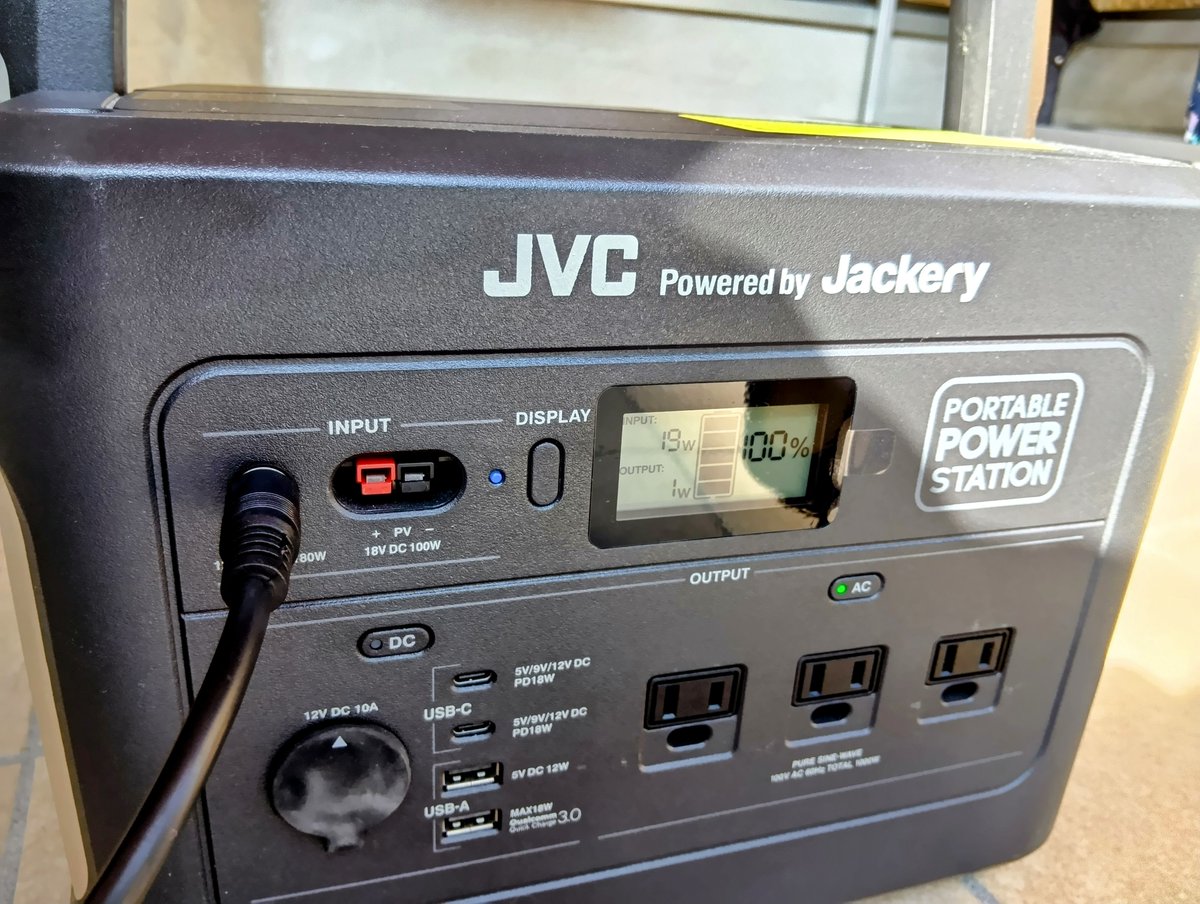 JVC Powered by Jackery
INPUT
DISPLAY
INPUT:
19W
100%
OUTPUT:
1W
PORTABLE
POWER
STATION
+ PV −
18V DC 100W
80W
OUTPUT
AC
DC
12V DC 10A
5V/9V/12V DC
PD18W
USB-C
5V/9V/12V DC
PD18W
5V DC 12W
USB-A
MAX18W
Qualcomm
Quick Charge 3.0
PURE SINE-WAVE
100V AC 60Hz TOTAL 1000W